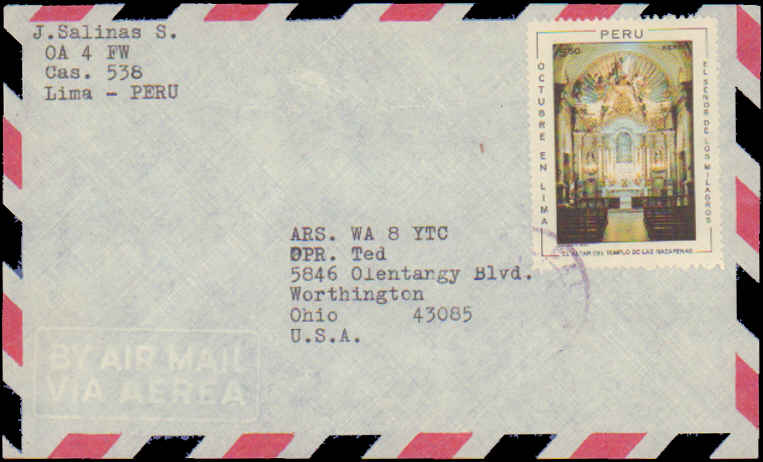 J.Salinas S.
OA 4 FW
Cas. 538
Lima - PERU
PERU
5.50 AEREO
OCTUBRE EN LIMA
EL SEÑOR DE LOS MILAGROS
EL ALTAR DEL TEMPLO DE LAS NAZARENAS
ARS. WA 8 YTC
OPR. Ted
5846 Olentangy Blvd.
Worthington
Ohio 43085
U.S.A.
BY AIR MAIL
VIA AEREA